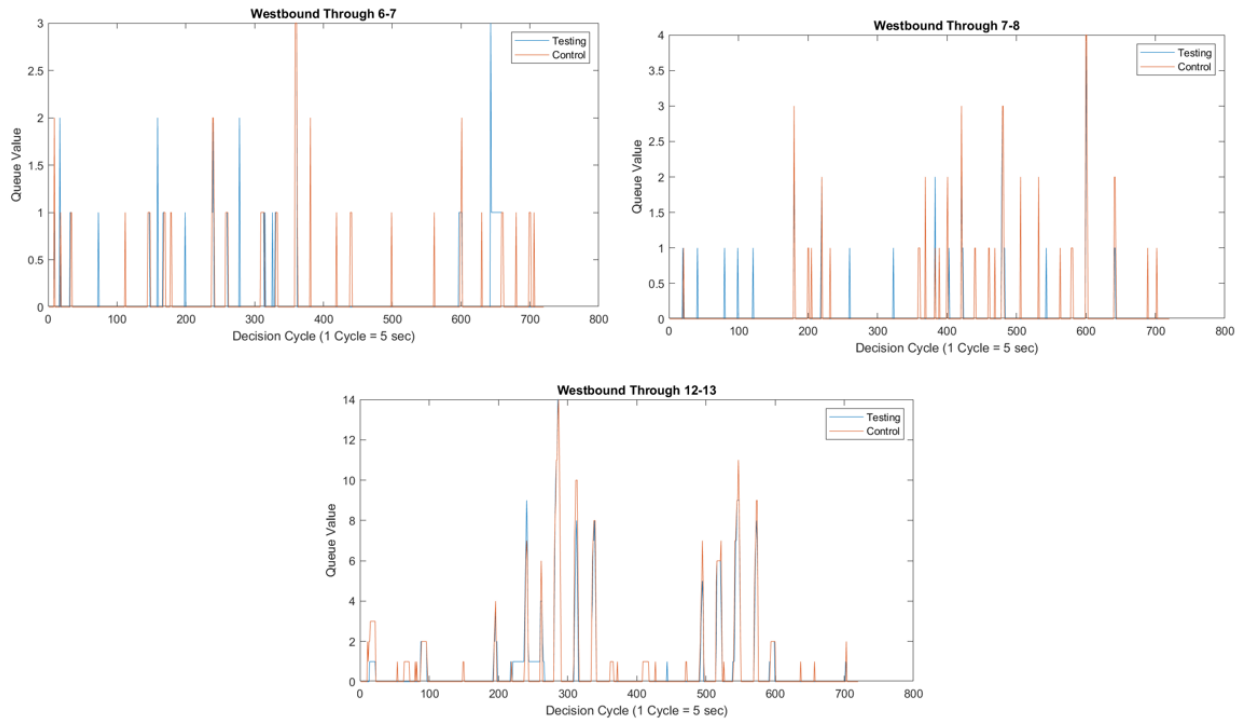 Westbound Through 6-7
3
2.5
2
1.5
1
0.5
0
Queue Value
0 100 200 300 400 500 600 700 800
Decision Cycle (1 Cycle = 5 sec)
Testing
Control
Westbound Through 7-8
4
3.5
3
2.5
2
1.5
1
0.5
0
Queue Value
0 100 200 300 400 500 600 700 800
Decision Cycle (1 Cycle = 5 sec)
Testing
Control
Westbound Through 12-13
14
12
10
8
6
4
2
0
Queue Value
0 100 200 300 400 500 600 700 800
Decision Cycle (1 Cycle = 5 sec)
Testing
Control